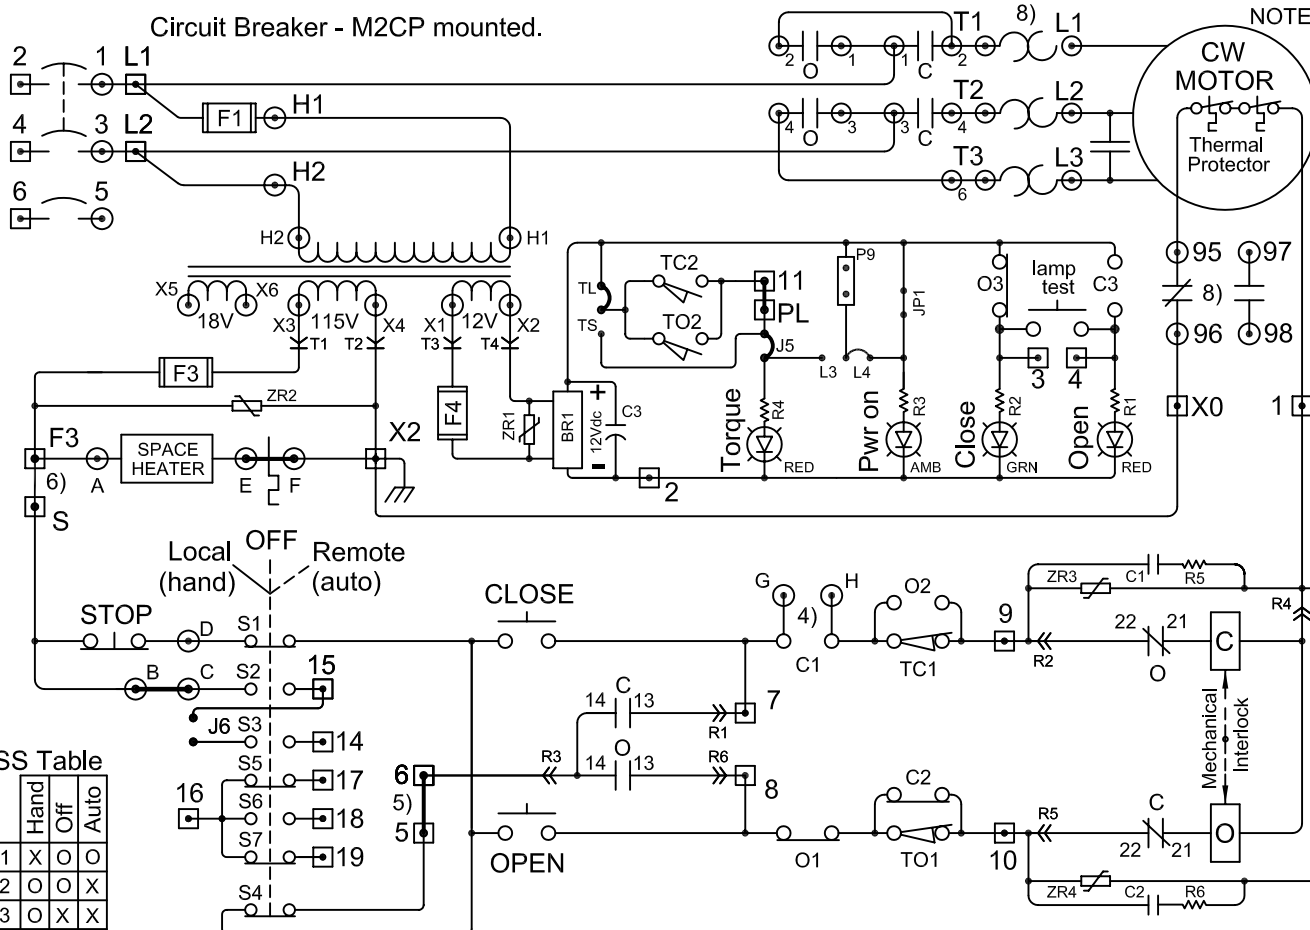 Circuit Breaker - M2CP mounted.
NOTE
2 1 L1
4 3 L2
6 5
F1 H1
H2
2 O 1 1 C 2 T1 8) L1
4 O 3 3 C 4 T2 L2
T3 6 L3
CW
MOTOR
Thermal
Protector
H2 H1
X5 X6 X3 X4 X1 X2
18V 115V 12V
T1 T2 T3 T4
F3
ZR2
F4
ZR1
BR1
+
12Vdc
-
C3
2
TL
TS
TC2
TO2
11
PL
J5
P9
L3 L4
JP1
O3
lamp
test
C3
3 4
R4 R3 R2 R1
Torque
Pwr on
Close
Open
RED AMB GRN RED
95 97
8)
96 98
X0 1
F3
6)
A
SPACE
HEATER
E F
X2
S
Local
(hand)
OFF
Remote
(auto)
STOP
D S1
B C S2 15
J6 S3 14
S5 17
16 S6 18
S7 19
S4
CLOSE
G H
4)
C1
O2
TC1
9
ZR3 C1 R5
R4
R2
22 21
O
C
7
14 C 13
R1
R3
14 O 13
R6
6
5)
5
8
OPEN
O1
C2
TO1
10
R5
C
22 21
O
Mechanical
Interlock
ZR4 C2 R6
SS Table
Hand Off Auto
1 X O O
2 O O X
3 O X X